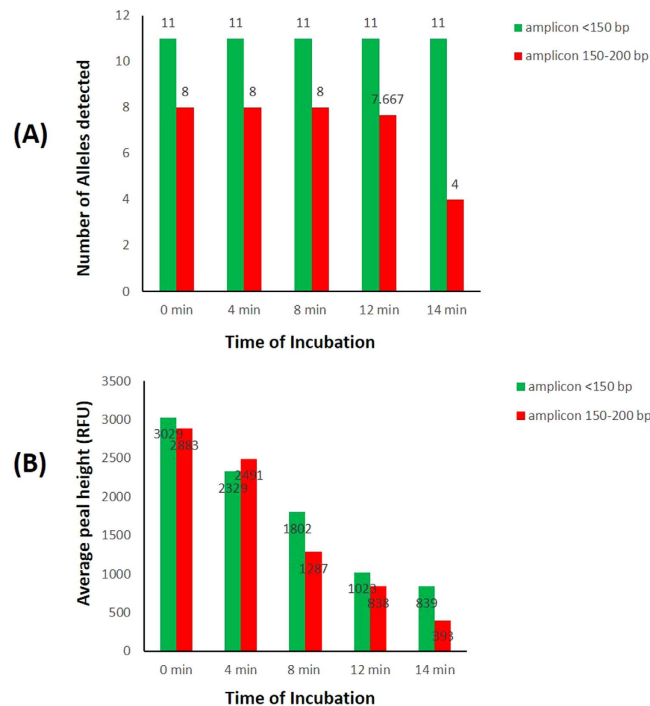 (A)
Number of Alleles detected
12
10
8
6
4
2
0
11
8
11
8
11
8
11
7.667
11
4
0 min 4 min 8 min 12 min 14 min
Time of Incubation
amplicon <150 bp
amplicon 150-200 bp
(B)
Average peal height (RFU)
3500
3000
2500
2000
1500
1000
500
0
3029
2883
2329
2491
1802
1287
1023
838
839
393
0 min 4 min 8 min 12 min 14 min
Time of Incubation
amplicon <150 bp
amplicon 150-200 bp